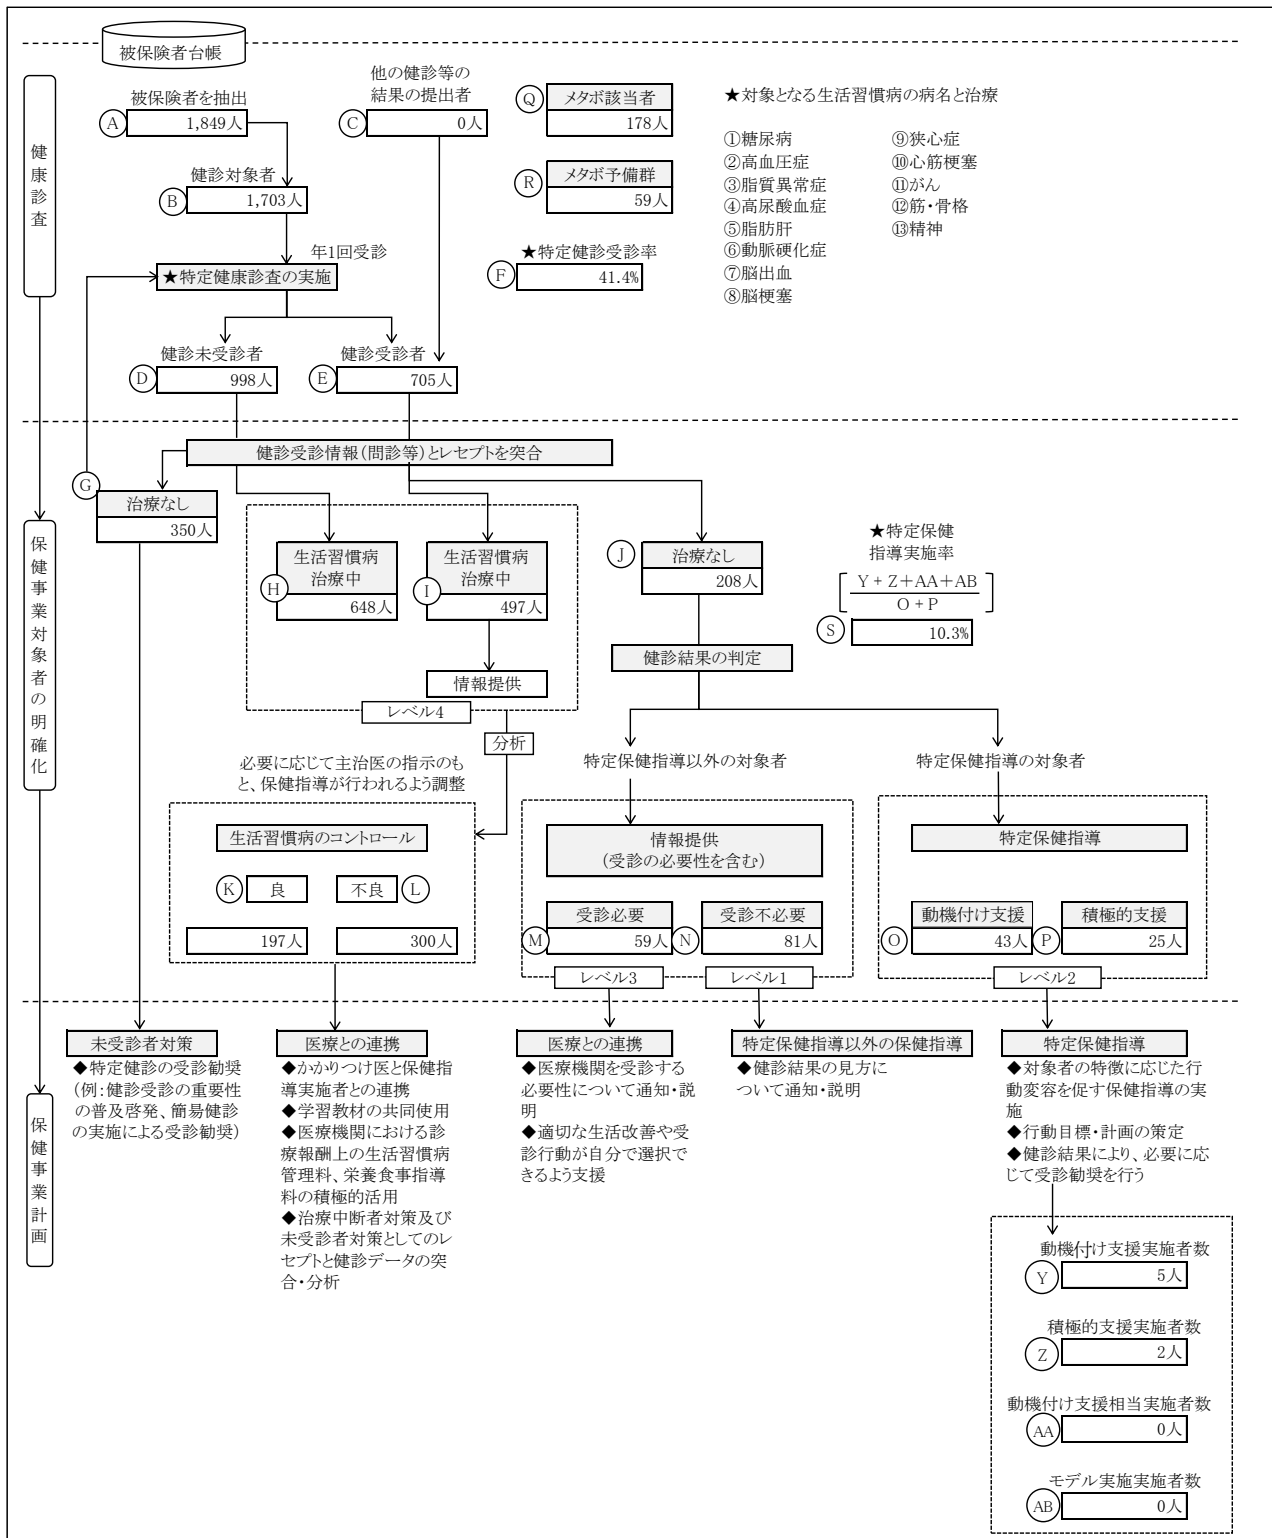 被保険者台帳
健康診査
被保険者を抽出
A
1,849人
他の健診等の
結果の提出者
C
0人
健診対象者
B
1,703人
年1回受診
★特定健康診査の実施
Q
メタボ該当者
178人
R
メタボ予備群
59人
★特定健診受診率
F
41.4%
★対象となる生活習慣病の病名と治療
①糖尿病
②高血圧症
③脂質異常症
④高尿酸血症
⑤脂肪肝
⑥動脈硬化症
⑦脳出血
⑧脳梗塞
⑨狭心症
⑩心筋梗塞
⑪がん
⑫筋・骨格
⑬精神
健診未受診者
D
998人
健診受診者
E
705人
保健事業対象者の明確化
健診受診情報(問診等)とレセプトを突合
G
治療なし
350人
生活習慣病
治療中
H
648人
生活習慣病
治療中
I
497人
情報提供
レベル4
J
治療なし
208人
健診結果の判定
★特定保健
指導実施率
Y + Z+AA+AB
O + P
S
10.3%
分析
必要に応じて主治医の指示のも
と、保健指導が行われるよう調整
特定保健指導以外の対象者
特定保健指導の対象者
生活習慣病のコントロール
K
良
不良
L
197人
300人
情報提供
(受診の必要性を含む)
受診必要
M
59人
受診不必要
N
81人
レベル3
レベル1
特定保健指導
動機付け支援
O
43人
積極的支援
P
25人
レベル2
保健事業計画
未受診者対策
◆特定健診の受診勧奨
(例:健診受診の重要性
の普及啓発、簡易健診
の実施による受診勧奨)
医療との連携
◆かかりつけ医と保健指
導実施者との連携
◆学習教材の共同使用
◆医療機関における診
療報酬上の生活習慣病
管理料、栄養食事指導
料の積極的活用
◆治療中断者対策及び
未受診者対策としてのレ
セプトと健診データの突
合・分析
医療との連携
◆医療機関を受診する
必要性について通知・説
明
◆適切な生活改善や受
診行動が自分で選択で
きるよう支援
特定保健指導以外の保健指導
◆健診結果の見方に
ついて通知・説明
特定保健指導
◆対象者の特徴に応じた行
動変容を促す保健指導の実
施
◆行動目標・計画の策定
◆健診結果により、必要に応
じて受診勧奨を行う
動機付け支援実施者数
Y
5人
積極的支援実施者数
Z
2人
動機付け支援相当実施者数
AA
0人
モデル実施実施者数
AB
0人